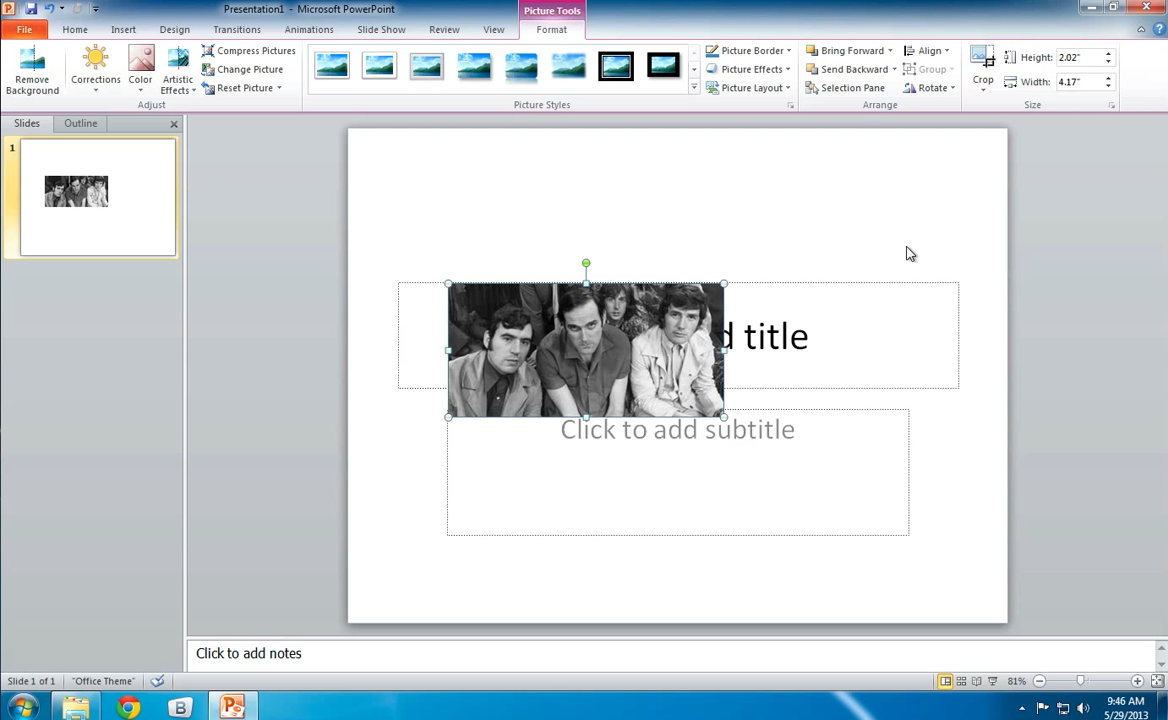 Presentation1 - Microsoft PowerPoint
Picture Tools
File Home Insert Design Transitions Animations Slide Show Review View Format
Remove Background
Corrections
Color
Artistic Effects
Compress Pictures
Change Picture
Reset Picture
Adjust
Picture Styles
Picture Border
Picture Effects
Picture Layout
Bring Forward
Send Backward
Selection Pane
Align
Group
Rotate
Arrange
Crop
Height: 2.02"
Width: 4.17"
Size
Slides Outline
1
d title
Click to add subtitle
Click to add notes
Slide 1 of 1 "Office Theme" 81%
9:46 AM
5/29/2013